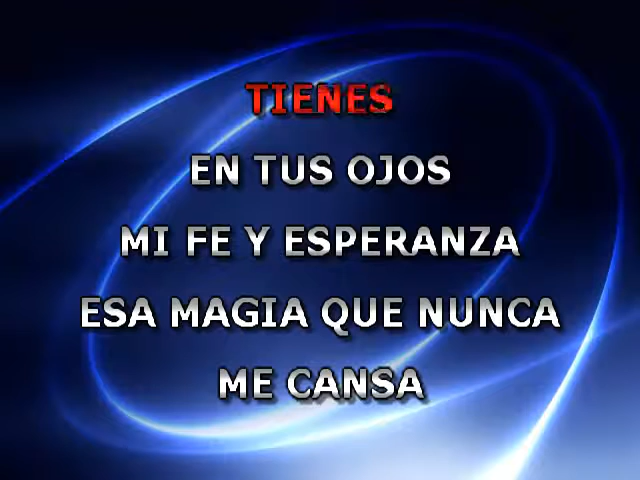 TIENES
EN TUS OJOS
MI FE Y ESPERANZA
ESA MAGIA QUE NUNCA
ME CANSA